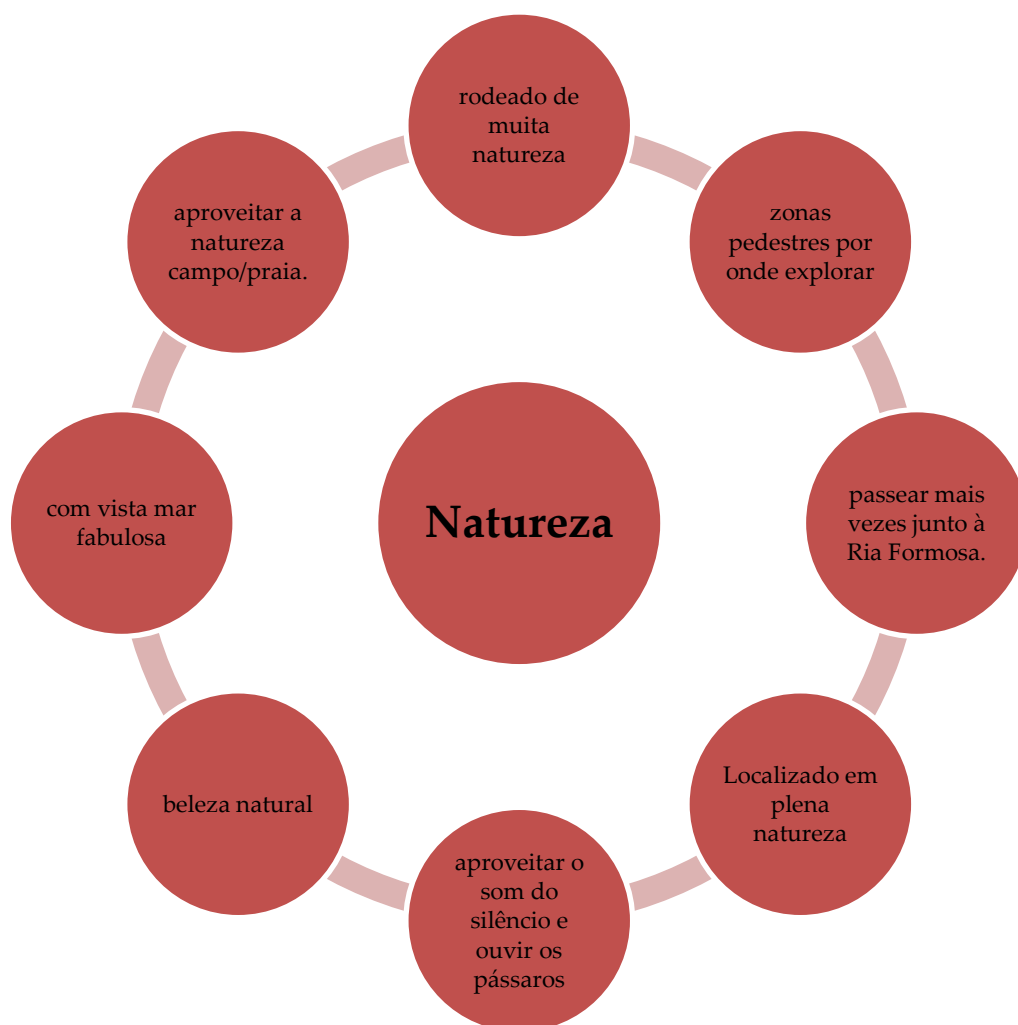 rodeado de
muita
natureza
zonas
pedestres por
onde explorar
passear mais
vezes junto à
Ria Formosa.
Localizado em
plena
natureza
aproveitar o
som do
silêncio e
ouvir os
pássaros
beleza natural
com vista mar
fabulosa
aproveitar a
natureza
campo/praia.
Natureza